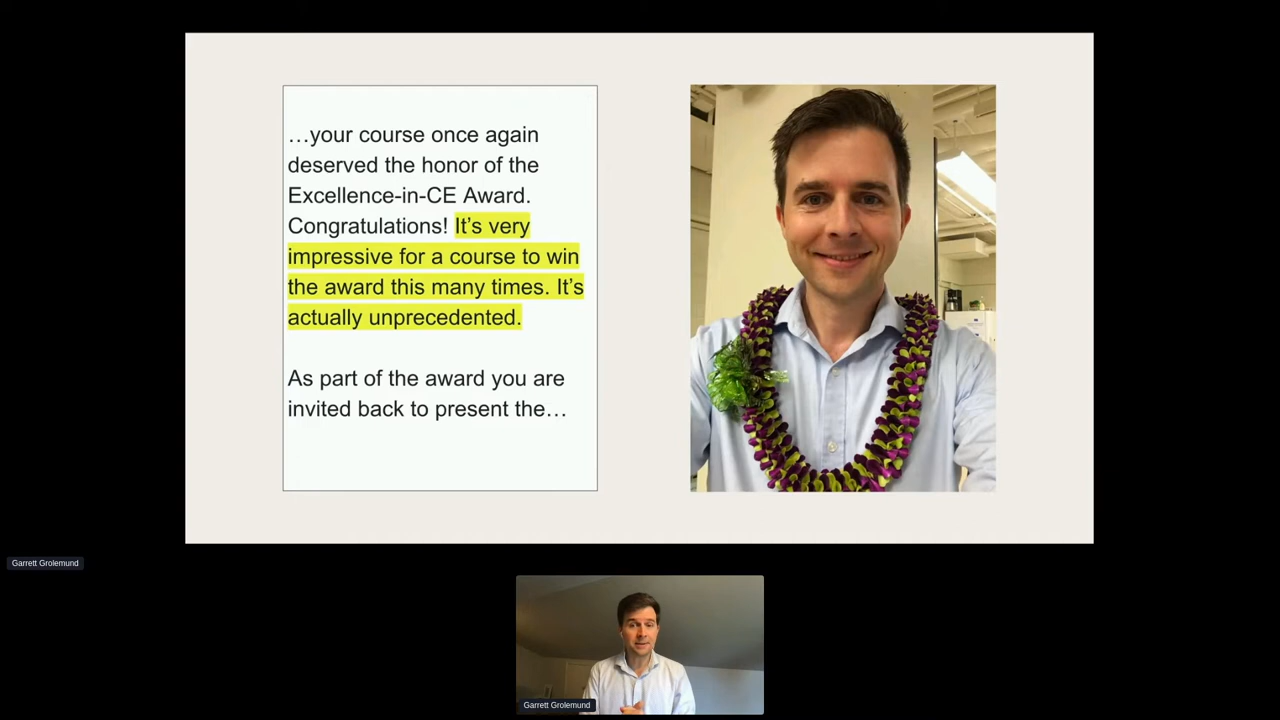 …your course once again
deserved the honor of the
Excellence-in-CE Award.
Congratulations! It’s very
impressive for a course to win
the award this many times. It’s
actually unprecedented.
As part of the award you are
invited back to present the…
Garrett Grolemund
Garrett Grolemund